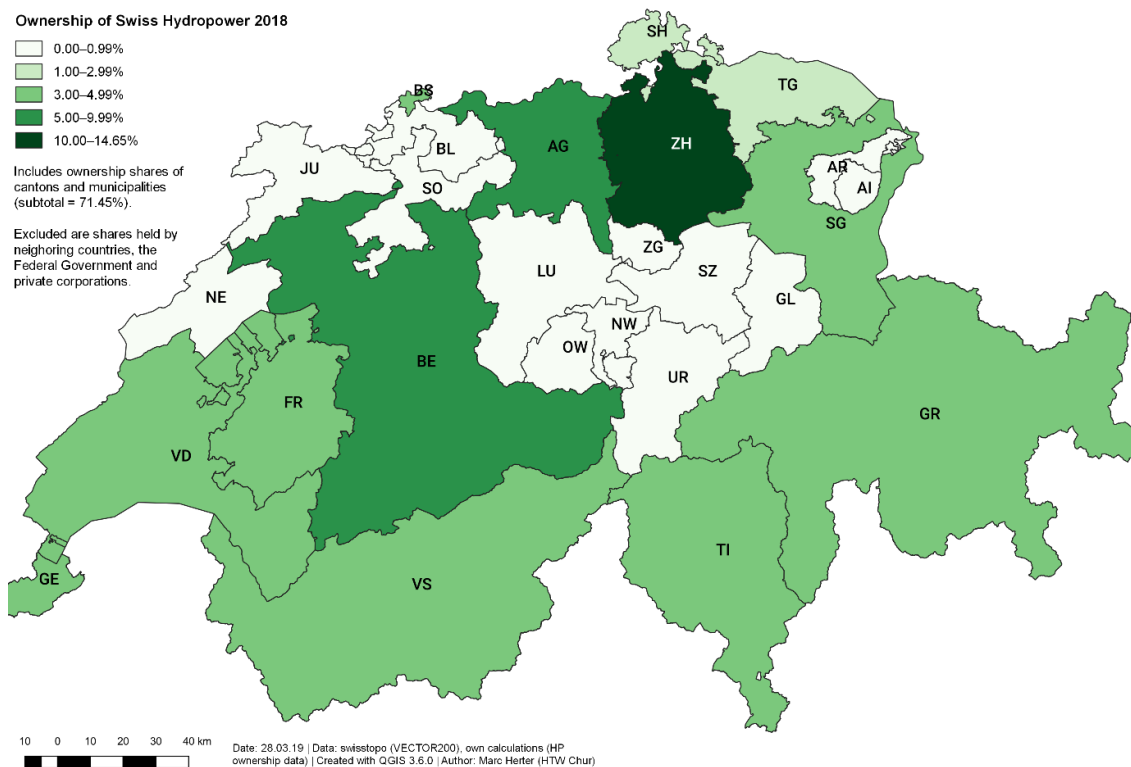 Ownership of Swiss Hydropower 2018
0.00–0.99%
1.00–2.99%
3.00–4.99%
5.00–9.99%
10.00–14.65%
Includes ownership shares of
cantons and municipalities
(subtotal = 71.45%).
Excluded are shares held by
neighboring countries, the
Federal Government and
private corporations.
SH
BS
TG
ZH
AG
BL
JU
AR
SO
AI
SG
ZG
LU
SZ
NE
GL
NW
OW
BE
UR
FR
GR
VD
TI
GE
VS
10 0 10 20 30 40 km
Date: 28.03.19 | Data: swisstopo (VECTOR200), own calculations (HP
ownership data) | Created with QGIS 3.6.0 | Author: Marc Herter (HTW Chur)